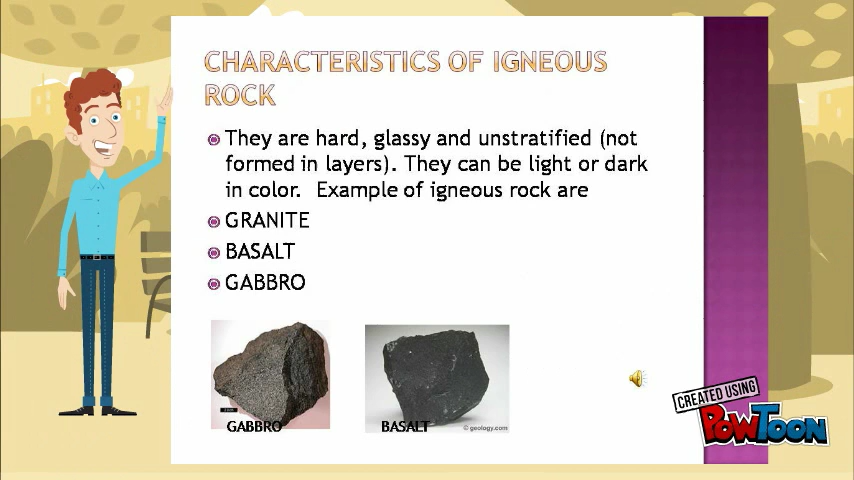 CHARACTERISTICS OF IGNEOUS
ROCK
They are hard, glassy and unstratified (not
formed in layers). They can be light or dark
in color. Example of igneous rock are
GRANITE
BASALT
GABBRO
GABBRO
BASALT
© geology.com
CREATED USING
POWTOON